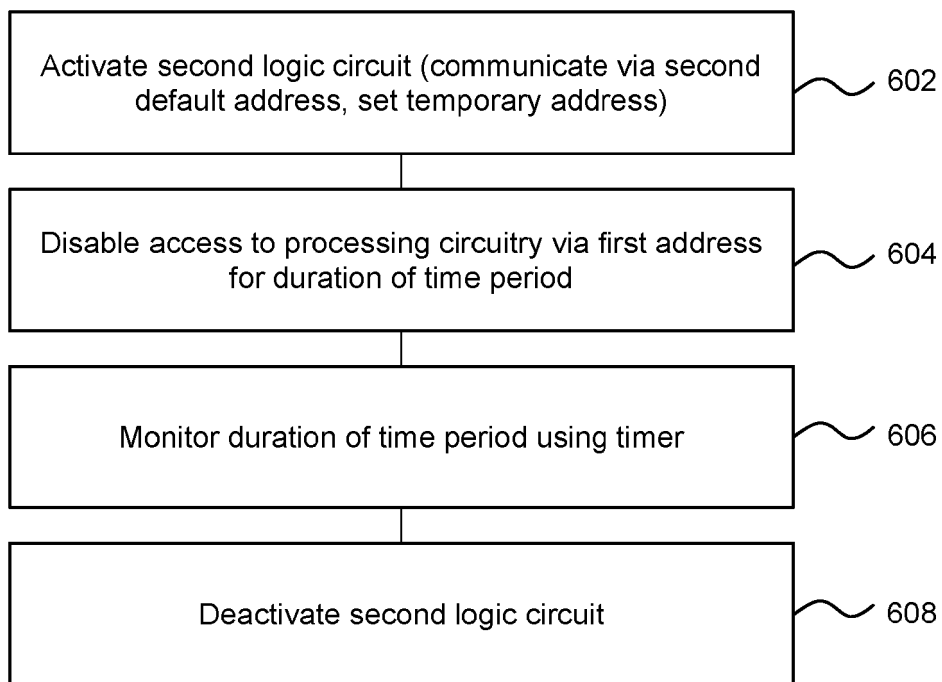 Activate second logic circuit (communicate via second
default address, set temporary address)
602
Disable access to processing circuitry via first address
for duration of time period
604
Monitor duration of time period using timer
606
Deactivate second logic circuit
608